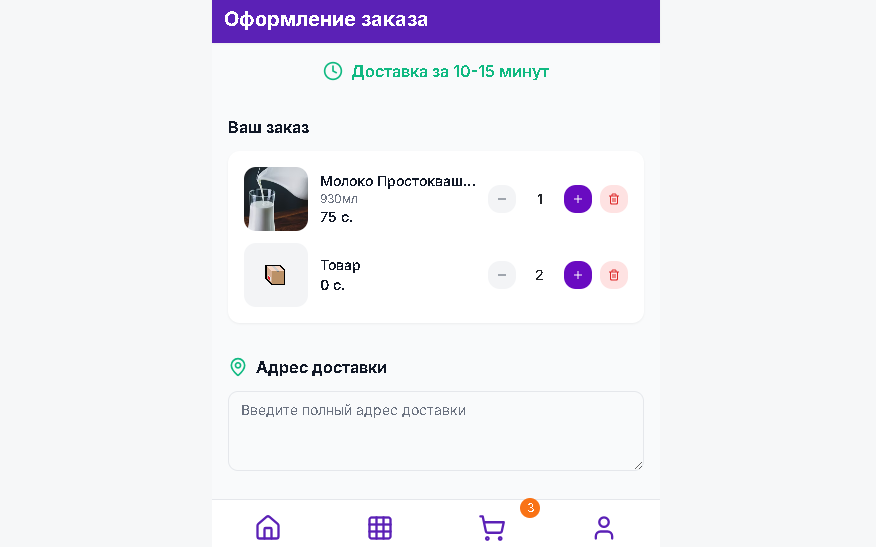 Оформление заказа
Доставка за 10-15 минут
Ваш заказ
Молоко Простокваш...
930мл
75 с.
− 1 +
Товар
0 с.
− 2 +
Адрес доставки
Введите полный адрес доставки
3